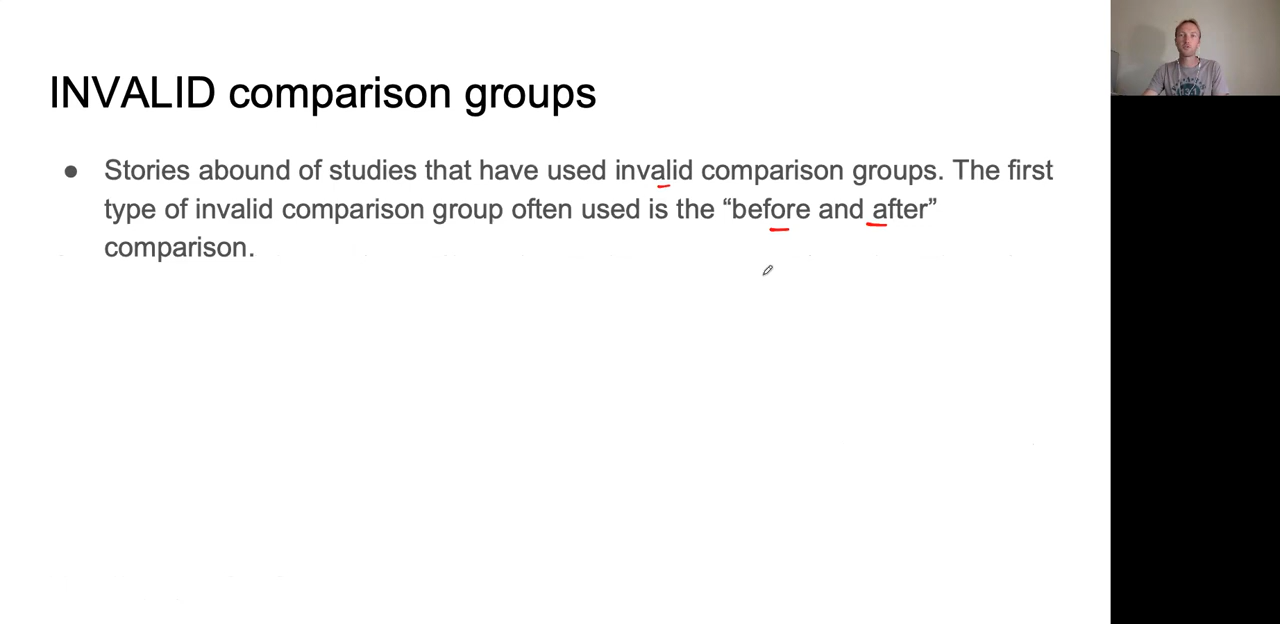 INVALID comparison groups
● Stories abound of studies that have used invalid comparison groups. The first
type of invalid comparison group often used is the “before and after”
comparison.